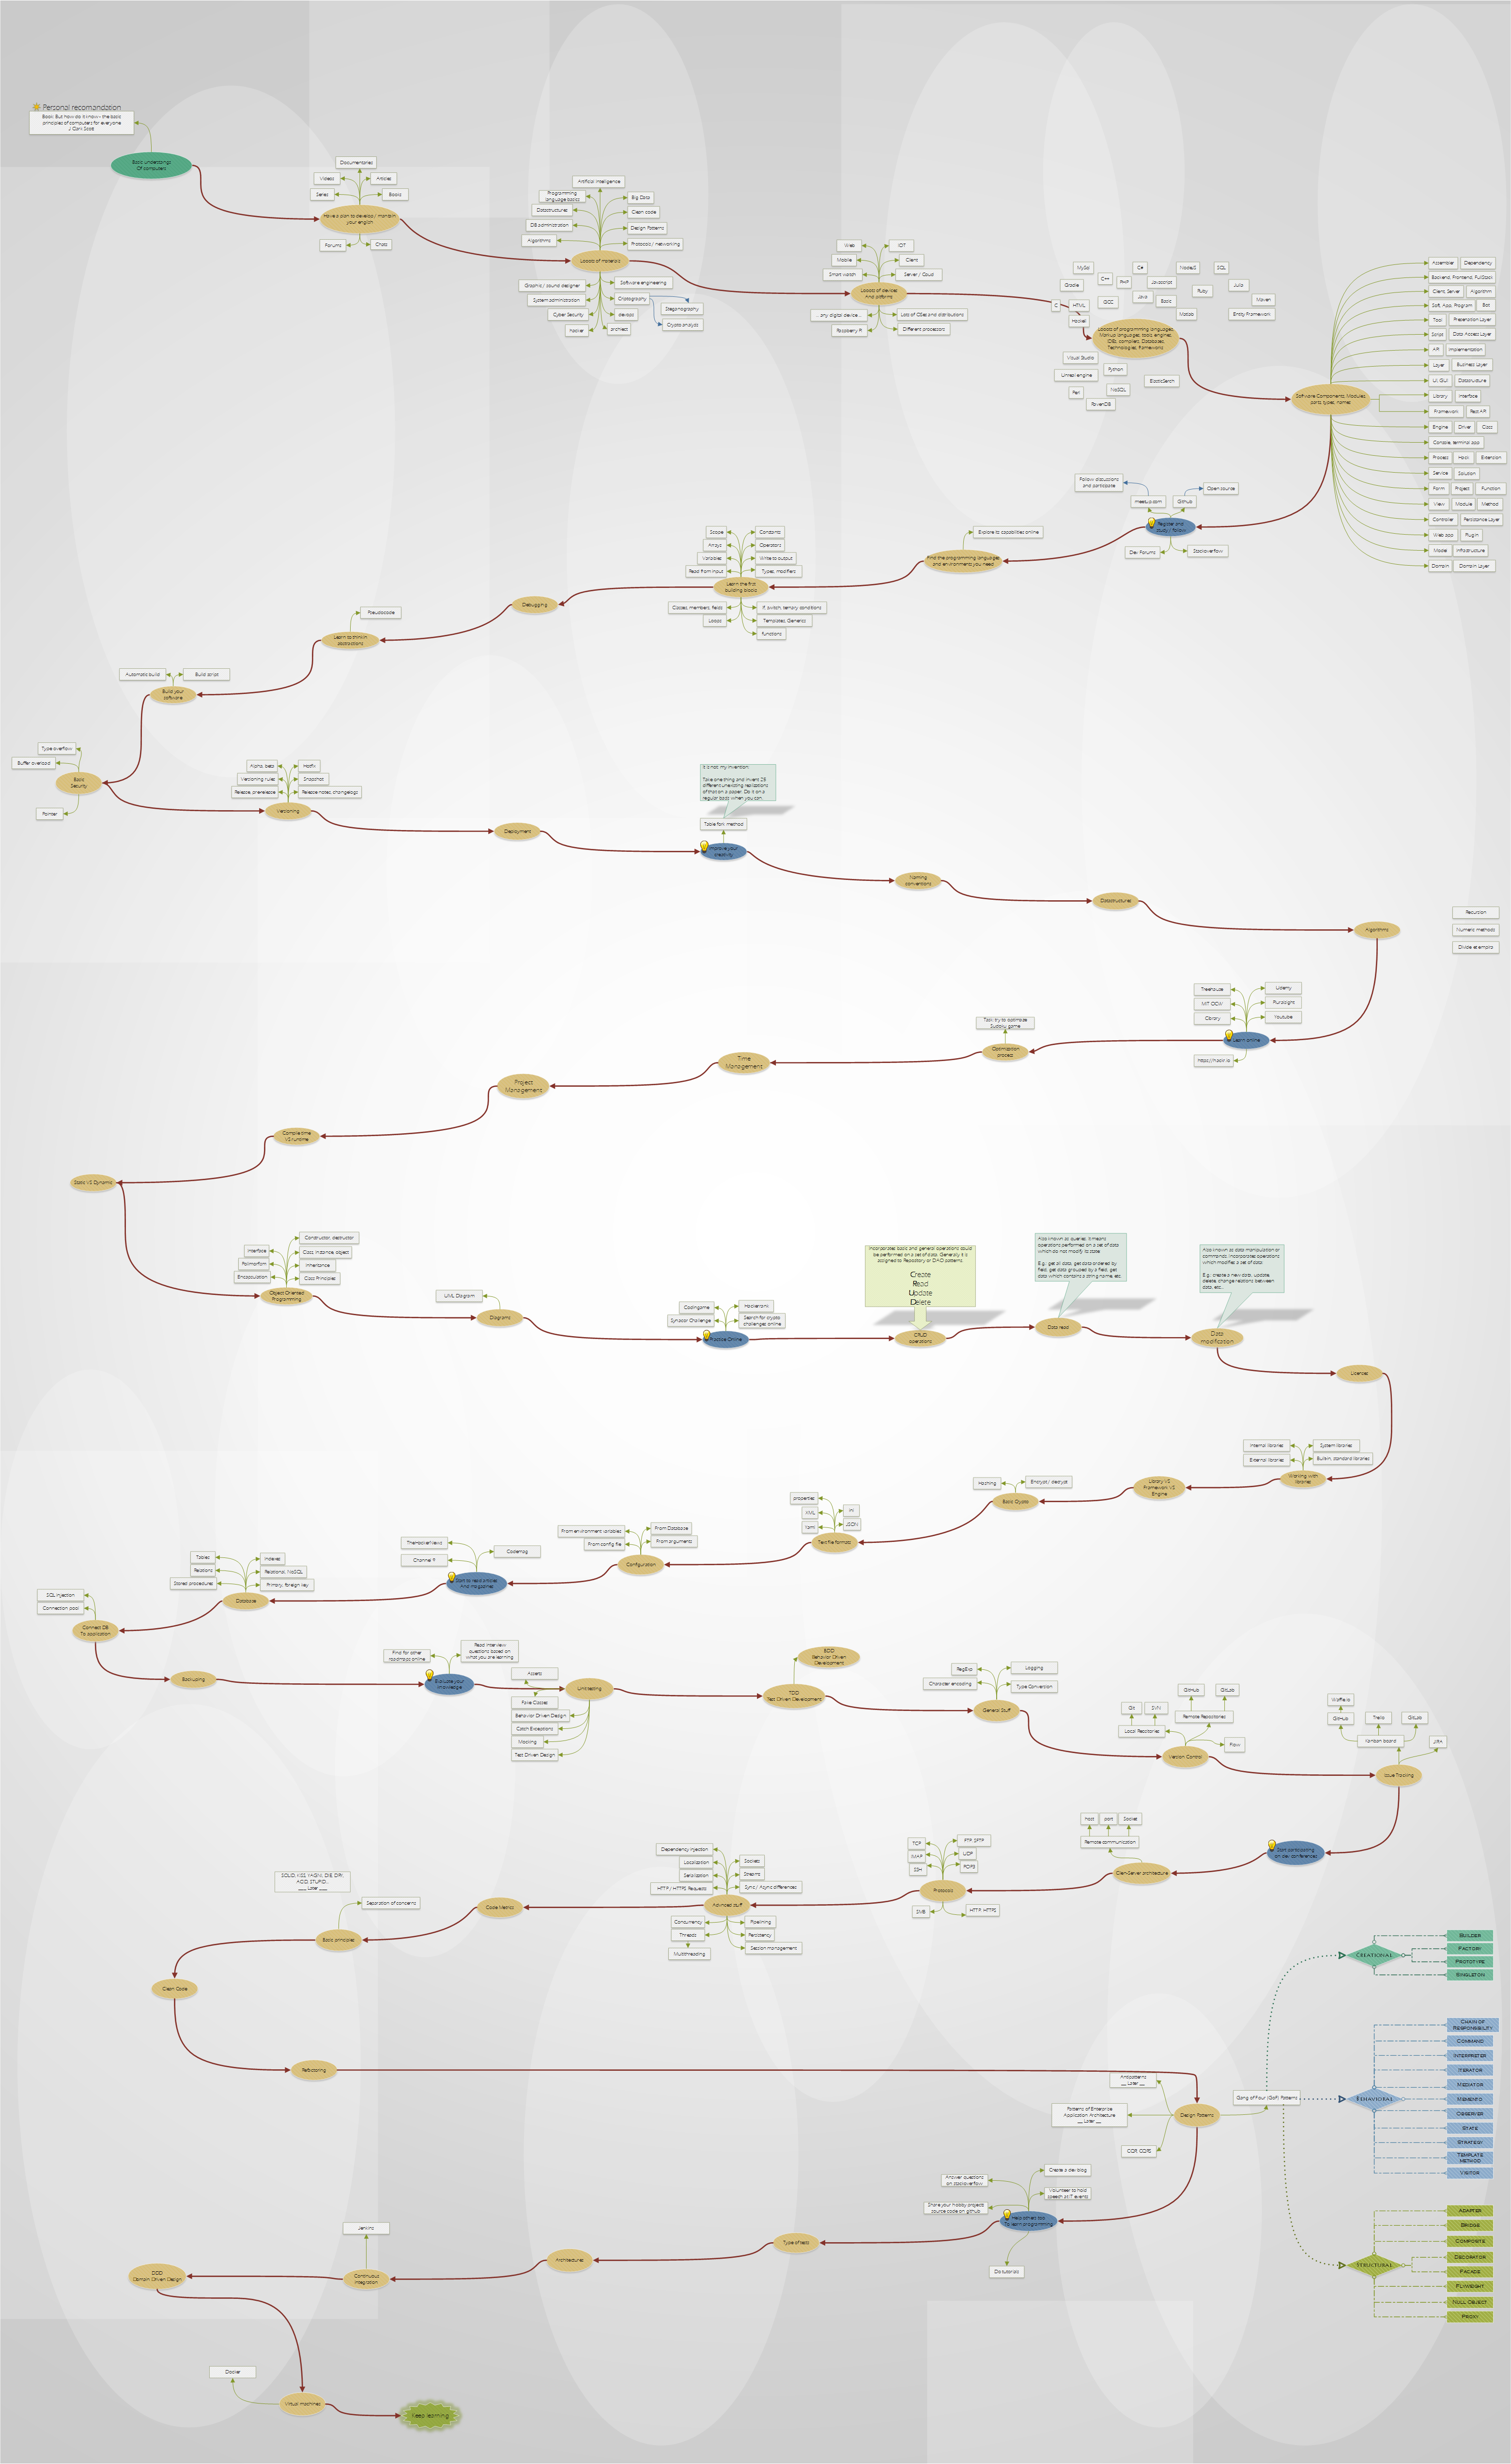 Personal recomandation
Book: But how do it know - the basic
principles of computers for everyone
J. Clark Scott
Basic understangs
Of computers
Documentaries
Videos
Articles
Series
Books
Have a plan to develop / maintain
your english
Forums
Chats
Artificial Intelligence
Programming
language basics
Big Data
Datastructures
Clean code
DB administration
Design Patterns
Algorithms
Protocols / networking
Looots of materials
Graphic / sound designer
Software engineering
System administration
Criptography
Steganography
Cyber Security
devops
Crypto analysis
hacker
architect
Web
IOT
Mobile
Client
Smart watch
Server / Cloud
Looots of devices
And platforms
... any digital device...
Lots of OSes and distributions
Raspberry Pi
Different processors
MySql
C#
NodeJS
SQL
C++
PHP
Javascript
Gradle
Julia
Ruby
Java
Basic
Maven
C
HTML
GCC
Matlab
Entity Framework
Haskell
Looots of programming languages,
Markup languages, tools, engines,
IDEs, compilers, Databases,
Technologies, frameworks
Visual Studio
Unreal engine
Python
ElasticSerch
Perl
NoSQL
RavenDB
Software Components, Modules,
parts, types, names
Assembler
Dependency
Backend, Frontend, FullStack
Client, Server
Algorithm
Soft, App, Program
Bot
Tool
Presentation Layer
Script
Data Access Layer
API
Implementation
Layer
Business Layer
UI, GUI
Datastructure
Library
Interface
Framework
Rest API
Engine
Driver
Class
Console, terminal app
Process
Hook
Extension
Service
Solution
Form
Project
Function
View
Module
Method
Controller
Persistance Layer
Web app
Plugin
Model
Infrastructure
Domain
Domain Layer
Follow discussions
and participate
Open source
meetup.com
Github
Register and
study / follow
Dev Forums
Stackoverflow
Explore to capabilities online
Find the programming languages
and environments you need
Scope
Constants
Arrays
Operators
Variables
Write to output
Read from input
Types, modifiers
Learn the first
building blocks
Classes, members, fields
If, switch, ternary conditions
Loops
Templates, Generics
functions
Debugging
Pseudocode
Learn to think in
abstractions
Automatic build
Build script
Build your
software
Type overflow
Buffer overload
Basic
Security
Pointer
Alpha, beta
Hotfix
Versioning rules
Snapshot
Release, prerelease
Release notes, changelogs
Versioning
Deployment
It is not my invention:
Take one thing and invent 25
different unexisting realizations
of that on a paper. Do it on a
regular basis when you can.
Table fork method
Improve your
creativity
Naming
conventions
Datastructures
Algorithms
Recursion
Numeric methods
Divide et empira
Treehouse
Udemy
MIT OCW
Pluralsight
Library
Youtube
Learn online
https://hackr.io
Task: try to optimize
Sudoku game
Optimization
process
Time
Management
Project
Management
Compile time
VS runtime
Static VS Dynamic
Constructor, destructor
Interface
Class, instance, object
Polimorfism
Inheritance
Encapsulation
Class Principles
Object Oriented
Programming
UML Diagram
Diagrams
Codingame
Hackerrank
Synacor Challenge
Search for crypto
challenges online
Practice Online
Incorporates basic and general operations could
be performed on a set of data. Generaly it is
assigned to Repository or DAO patterns
Create
Read
Update
Delete
CRUD
operations
Also known as queries. It means
operations performed on a set of data
which do not modify its state.
E.g.: get all data, get data ordered by
field, get data grouped by a field, get
data which contains a string name, etc
Data read
Also known as data manipulation or
commands. Incorporates operations
which modifies a set of data.
E.g.: create a new data, update,
delete, change relations between
data, etc...
Data
modification
Licenses
Internal libraries
System libraries
External libraries
Builtin, standard libraries
Working with
libraries
Library VS
Framework VS
Engine
Hashing
Encrypt / decrypt
Basic Crypto
properties
INI
XML
JSON
Yaml
Text file formats
From environment variables
From Database
From config file
From arguments
Configuration
TheHackerNews
Codemag
Channel 9
Start to read articles
And magazines
Tables
Indexes
Relations
Relational, NoSQL
Stored procedures
Primary, foreign key
Database
SQL Injection
Connection pool
Connect DB
To application
Backuping
Find for other
roadmaps online
Read interview
questions based on
what you are learning
Evaluate your
knowledge
Asserts
Unit testing
Fake Classes
Behavior Driven Design
Catch Exceptions
Mocking
Test Driven Design
BDD
Behavior Driven
Development
TDD
Test Driven Development
RegExp
Logging
Character encoding
Type Conversion
General Stuff
GitHub
GitLab
Git
SVN
Remote Repositories
Local Repositories
Flow
Version Control
Waffle.io
GitHub
Trello
GitLab
Kanban board
JIRA
Issue Tracking
Start participating
on dev conferences
host
port
Socket
Remote communication
Clien-Server architecture
TCP
FTP, SFTP
IMAP
UDP
SSH
POP3
Protocols
SMB
HTTP, HTTPS
Dependency Injection
Localization
Sockets
Serialization
Streams
HTTP / HTTPS Requests
Sync / Async differences
Advnced stuff
Concurrency
Pipelining
Threads
Persistency
Multithreading
Session management
Code Metrics
SOLID, KISS, YAGNI, DIE, DRY,
ACID, STUPID...
___ Later ___
Separation of concerns
Basic principles
Clean Code
Refactoring
Antipatterns
__ Later __
Patterns of Enterprise
Application Architecture
__ Later __
Design Patterns
Gang of Four (GoF) Patterns
Creational
Builder
Factory
Prototype
Singleton
Behavioral
Chain of
Responsibility
Command
Interpreter
Iterator
Mediator
Memento
Observer
State
Strategy
Template
Method
Visitor
Structural
Adapter
Bridge
Composite
Decorator
Facade
Flyweight
Null Object
Proxy
Create a dev blog
Answer questions
on stackoverflow
Volunteer to hold
speech at IT events
Share your hobby projects
source code on github
Help others too
To learn programming
Do tutorials
Type of tests
Architectures
Jenkins
Continuous
Integration
DDD
Domain Driven Design
Docker
Virtual machines
Keep learning